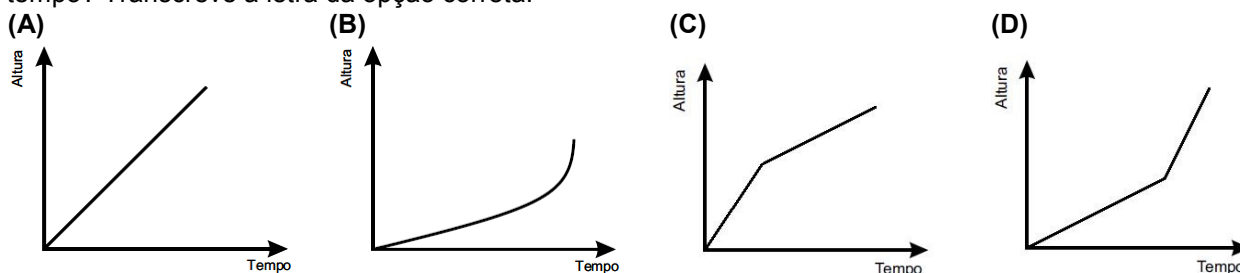 tempo? Transcreve a letra da opção correta.
(A) (B) (C) (D)
Altura Altura Altura Altura
Tempo Tempo Tempo Tempo